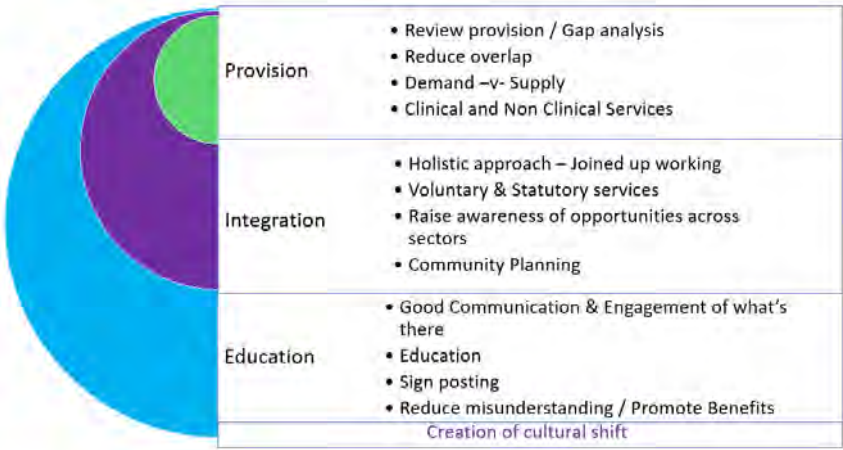 Provision
• Review provision / Gap analysis
• Reduce overlap
• Demand –v- Supply
• Clinical and Non Clinical Services
Integration
• Holistic approach – Joined up working
• Voluntary & Statutory services
• Raise awareness of opportunities across
sectors
• Community Planning
Education
• Good Communication & Engagement of what's
there
• Education
• Sign posting
• Reduce misunderstanding / Promote Benefits
Creation of cultural shift